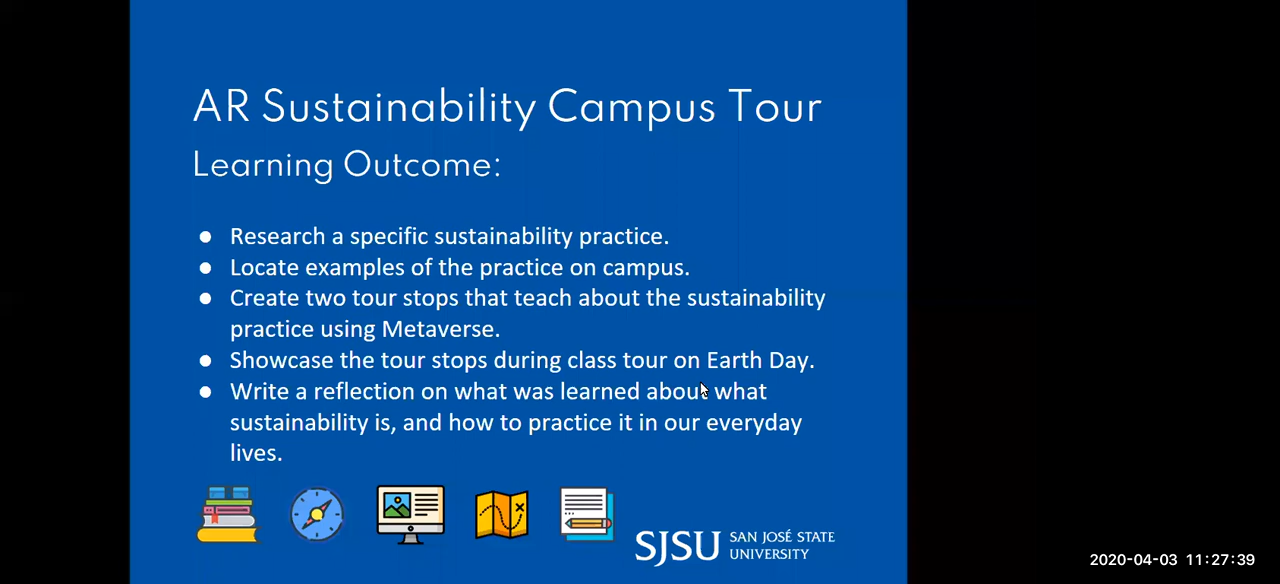 AR Sustainability Campus Tour
Learning Outcome:
● Research a specific sustainability practice.
● Locate examples of the practice on campus.
● Create two tour stops that teach about the sustainability
practice using Metaverse.
● Showcase the tour stops during class tour on Earth Day.
● Write a reflection on what was learned about what
sustainability is, and how to practice it in our everyday
lives.
SJSU SAN JOSÉ STATE
UNIVERSITY
2020-04-03 11:27:39